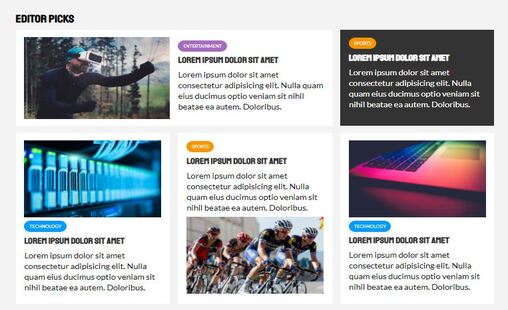 EDITOR PICKS
ENTERTAINMENT
LOREM IPSUM DOLOR SIT AMET
Lorem ipsum dolor sit amet
consectetur adipisicing elit. Nulla quam
eius ducimus optio veniam sit nihil
beatae ea autem. Doloribus.
SPORTS
LOREM IPSUM DOLOR SIT AMET
Lorem ipsum dolor sit amet
consectetur adipisicing elit. Nulla
quam eius ducimus optio veniam sit
nihil beatae ea autem. Doloribus.
TECHNOLOGY
LOREM IPSUM DOLOR SIT AMET
Lorem ipsum dolor sit amet
consectetur adipisicing elit. Nulla
quam eius ducimus optio veniam sit
nihil beatae ea autem. Doloribus.
SPORTS
LOREM IPSUM DOLOR SIT AMET
Lorem ipsum dolor sit amet
consectetur adipisicing elit. Nulla
quam eius ducimus optio veniam sit
nihil beatae ea autem. Doloribus.
TECHNOLOGY
LOREM IPSUM DOLOR SIT AMET
Lorem ipsum dolor sit amet
consectetur adipisicing elit. Nulla
quam eius ducimus optio veniam sit
nihil beatae ea autem. Doloribus.